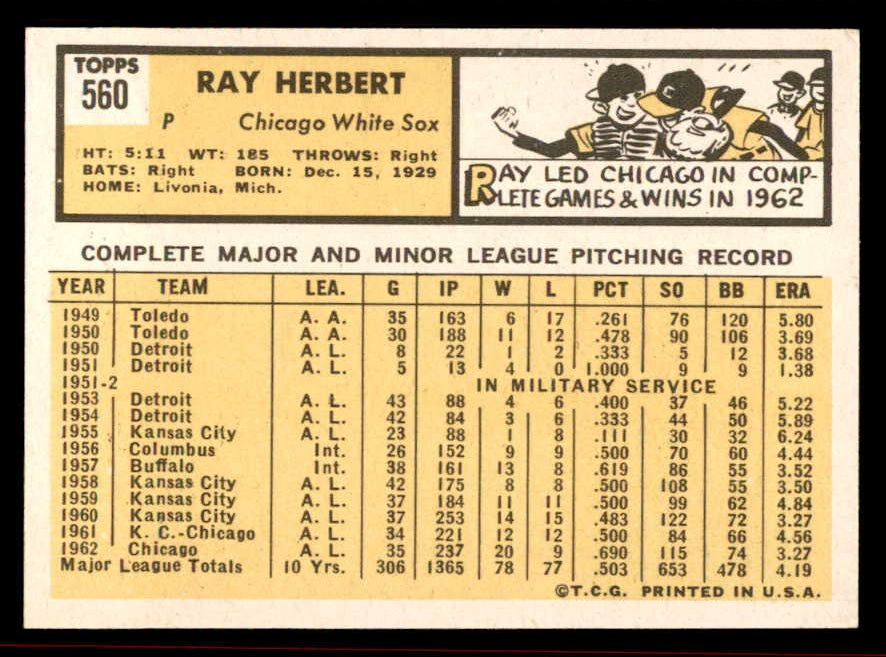 TOPPS
560
RAY HERBERT
P Chicago White Sox
HT: 5:11 WT: 185 THROWS: Right
BATS: Right BORN: Dec. 15, 1929
HOME: Livonia, Mich.
C
RAY LED CHICAGO IN COMP-
LETE GAMES & WINS IN 1962
COMPLETE MAJOR AND MINOR LEAGUE PITCHING RECORD
YEAR TEAM LEA. G IP W L PCT SO BB ERA
1949 Toledo A. A. 35 163 6 17 .261 76 120 5.80
1950 Toledo A. A. 30 188 11 12 .478 90 106 3.69
1950 Detroit A. L. 8 22 1 2 .333 5 12 3.68
1951 Detroit A. L. 5 13 4 0 1.000 9 9 1.38
1951-2 IN MILITARY SERVICE
1953 Detroit A. L. 43 88 4 6 .400 37 46 5.22
1954 Detroit A. L. 42 84 3 6 .333 44 50 5.89
1955 Kansas City A. L. 23 88 1 8 .111 30 32 6.24
1956 Columbus Int. 26 152 9 9 .500 70 60 4.44
1957 Buffalo Int. 38 161 13 8 .619 86 55 3.52
1958 Kansas City A. L. 42 175 8 8 .500 108 55 3.50
1959 Kansas City A. L. 37 184 11 11 .500 99 62 4.84
1960 Kansas City A. L. 37 253 14 15 .483 122 72 3.27
1961 K. C.-Chicago A. L. 34 221 12 12 .500 84 66 4.56
1962 Chicago A. L. 35 237 20 9 .690 115 74 3.27
Major League Totals 10 Yrs. 306 1365 78 77 .503 653 478 4.19
©T.C.G. PRINTED IN U.S.A.